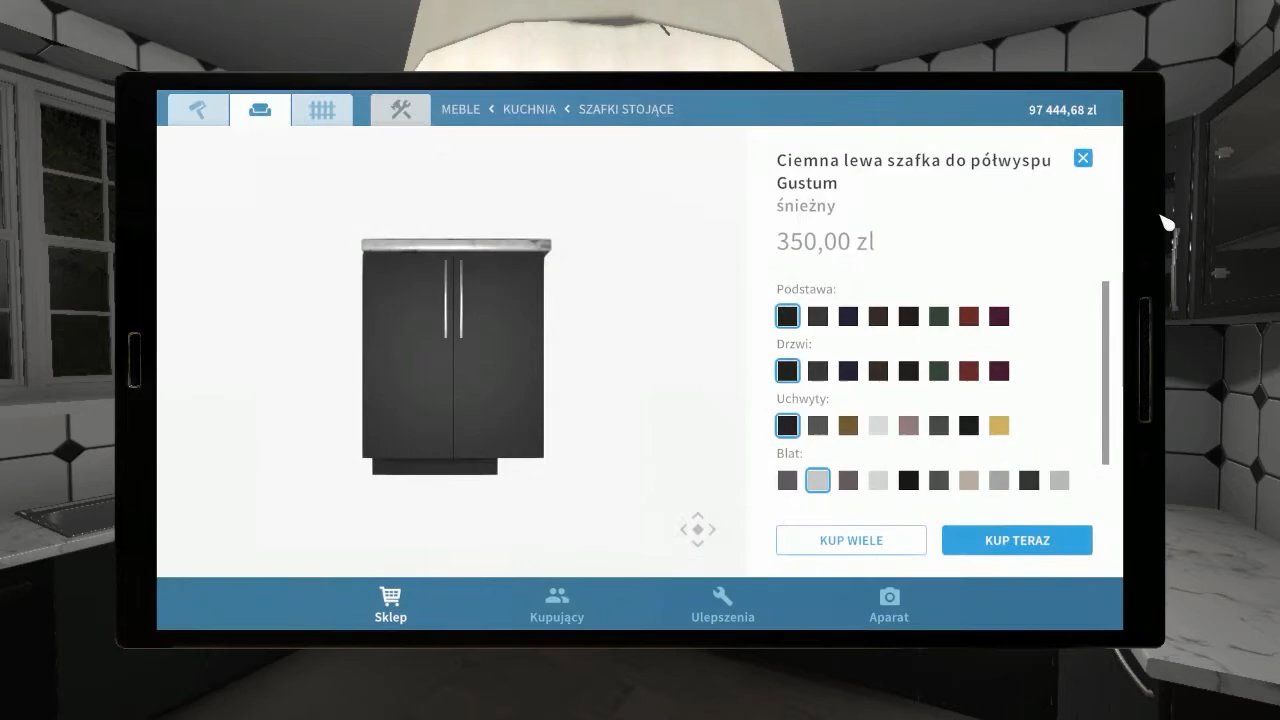 MEBLE < KUCHNIA < SZAFKI STOJĄCE
97 444,68 zl
Ciemna lewa szafka do półwyspu
Gustum
śnieżny
350,00 zl
Podstawa:
Drzwi:
Uchwyty:
Blat:
KUP WIELE
KUP TERAZ
Sklep
Kupujący
Ulepszenia
Aparat